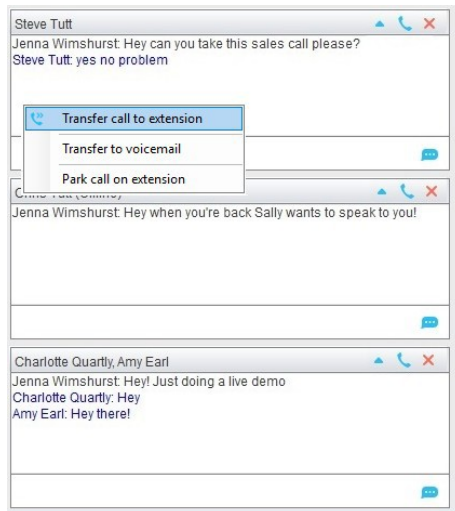 Steve Tutt
Jenna Wimshurst: Hey can you take this sales call please?
Steve Tutt: yes no problem
Transfer call to extension
Transfer to voicemail
Park call on extension
Jenna Wimshurst: Hey when you're back Sally wants to speak to you!
Charlotte Quartly, Amy Earl
Jenna Wimshurst: Hey! Just doing a live demo
Charlotte Quartly: Hey
Amy Earl: Hey there!